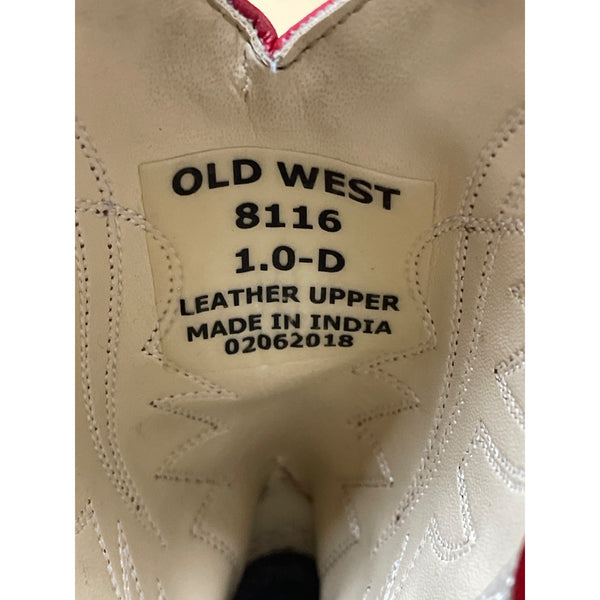 OLD WEST
8116
1.0-D
LEATHER UPPER
MADE IN INDIA
02062018